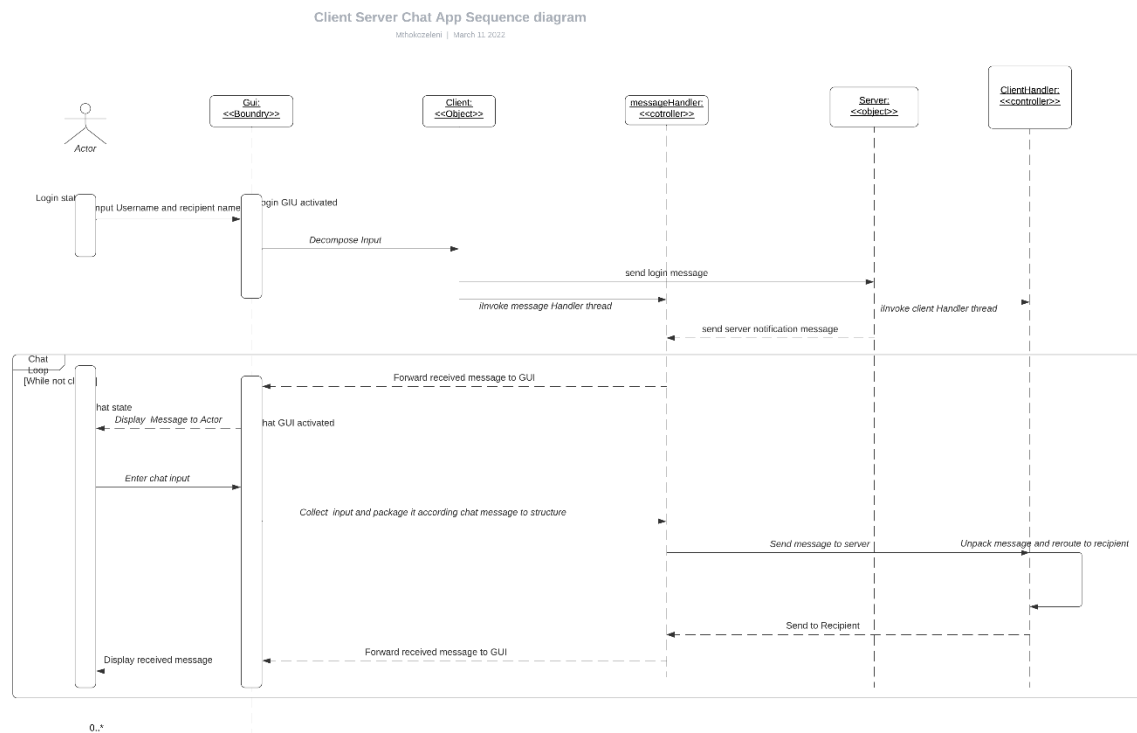 Client Server Chat App Sequence diagram
Mthokozeleni | March 11 2022
Gui:
<<Boundry>>
Client:
<<Object>>
messageHandler:
<<cotroller>>
Server:
<<object>>
ClientHandler:
<<controller>>
Actor
Login stat
nput Username and recipient name
ogin GIU activated
Decompose Input
send login message
iInvoke message Handler thread
iInvoke client Handler thread
send server notification message
Chat
Loop
[While not cl ]
Forward received message to GUI
hat state
Display Message to Actor
hat GUI activated
Enter chat input
Collect input and package it according chat message to structure
Send message to server
Unpack message and reroute to recipient
Send to Recipient
Forward received message to GUI
Display received message
0..*